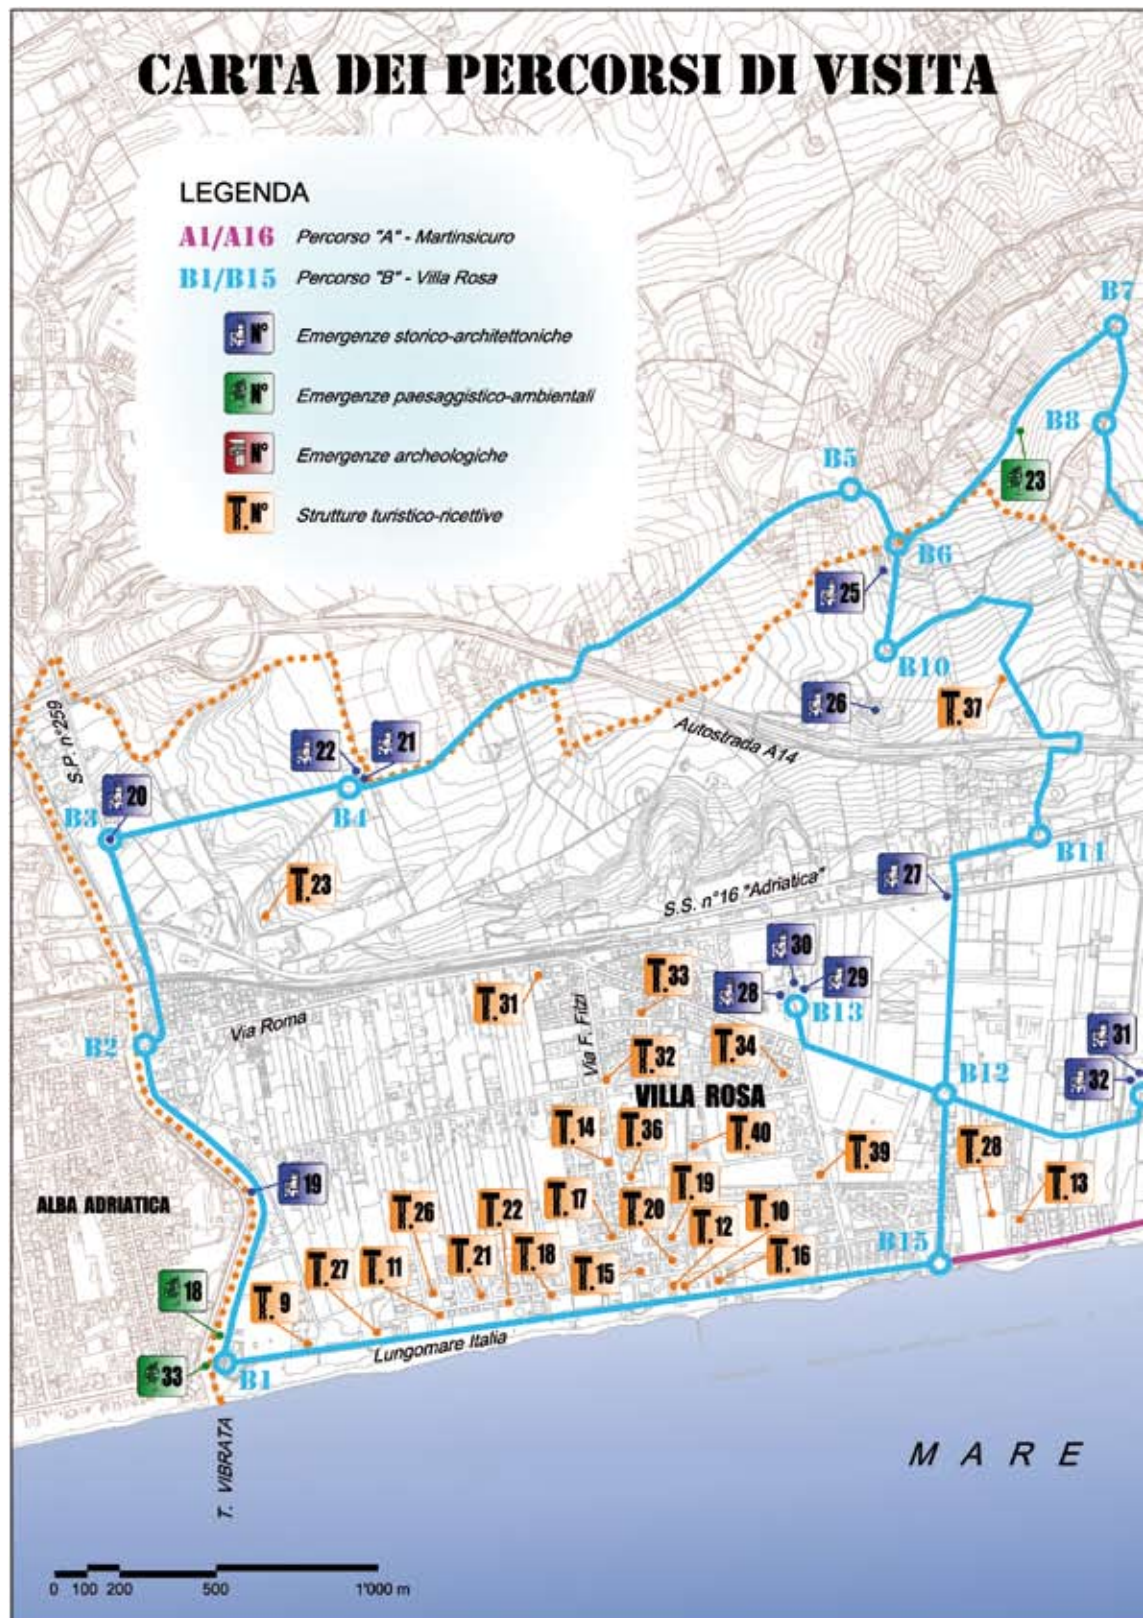 CARTA DEI PERCORSI DI VISITA
LEGENDA
A1/A16 Percorso "A" - Martinsicuro
B1/B15 Percorso "B" - Villa Rosa
N° Emergenze storico-architettoniche
N° Emergenze paesaggistico-ambientali
N° Emergenze archeologiche
T. N° Strutture turistico-ricettive
B7
B8
23
B5
B6
25
B10
26
T. 37
S.P. n°259
Autostrada A14
22
21
20
B3
B4
B11
T. 23
27
S.S. n°16 "Adriatica"
30
T. 33
29
28
T. 31
B13
Via Roma
Via F. Filzi
B2
T. 34
31
T. 32
32
B12
VILLA ROSA
T. 14
T. 36
T. 40
T. 28
T. 39
19
T. 13
ALBA ADRIATICA
T. 26
T. 22
T. 17
T. 20
T. 19
T. 10
T. 12
B15
T. 27
T. 11
T. 21
T. 18
T. 15
T. 16
18
T. 9
Lungomare Italia
33
B1
T. VIBRATA
M A R E
0 100 200 500 1'000 m